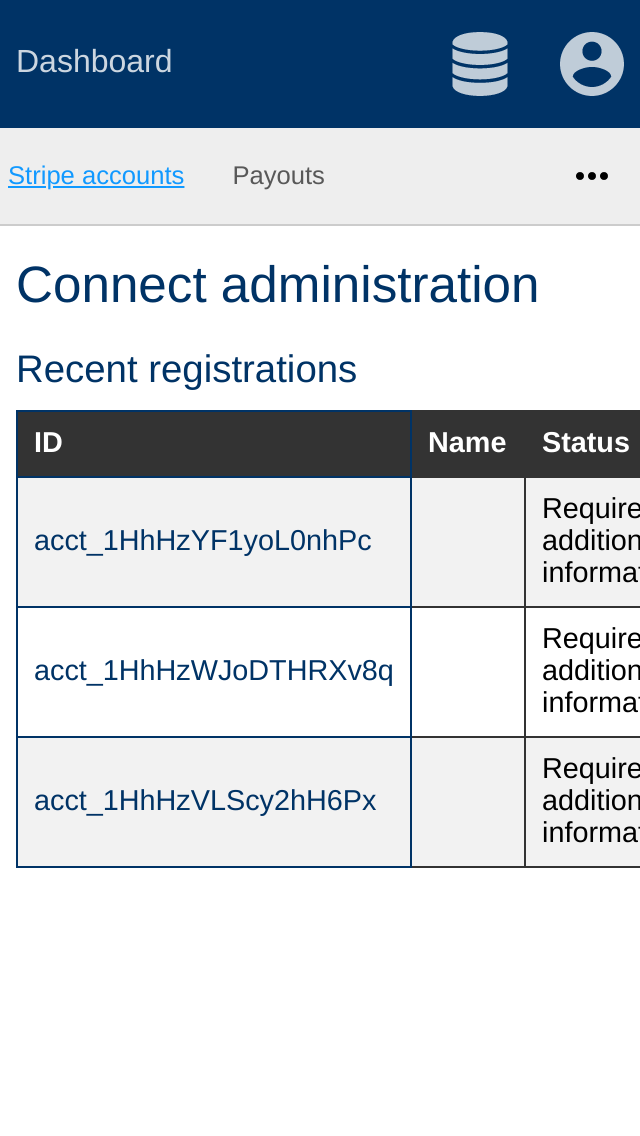 Dashboard
Stripe accounts Payouts
Connect administration
Recent registrations
ID Name Status
acct_1HhHzYF1yoL0nhPc
Require
addition
informat
acct_1HhHzWJoDTHRXv8q
Require
addition
informat
acct_1HhHzVLScy2hH6Px
Require
addition
informat